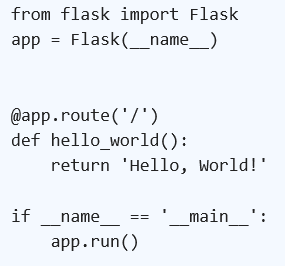 from flask import Flask
app = Flask(__name__)
@app.route('/')
def hello_world():
    return 'Hello, World!'
if __name__ == '__main__':
    app.run()